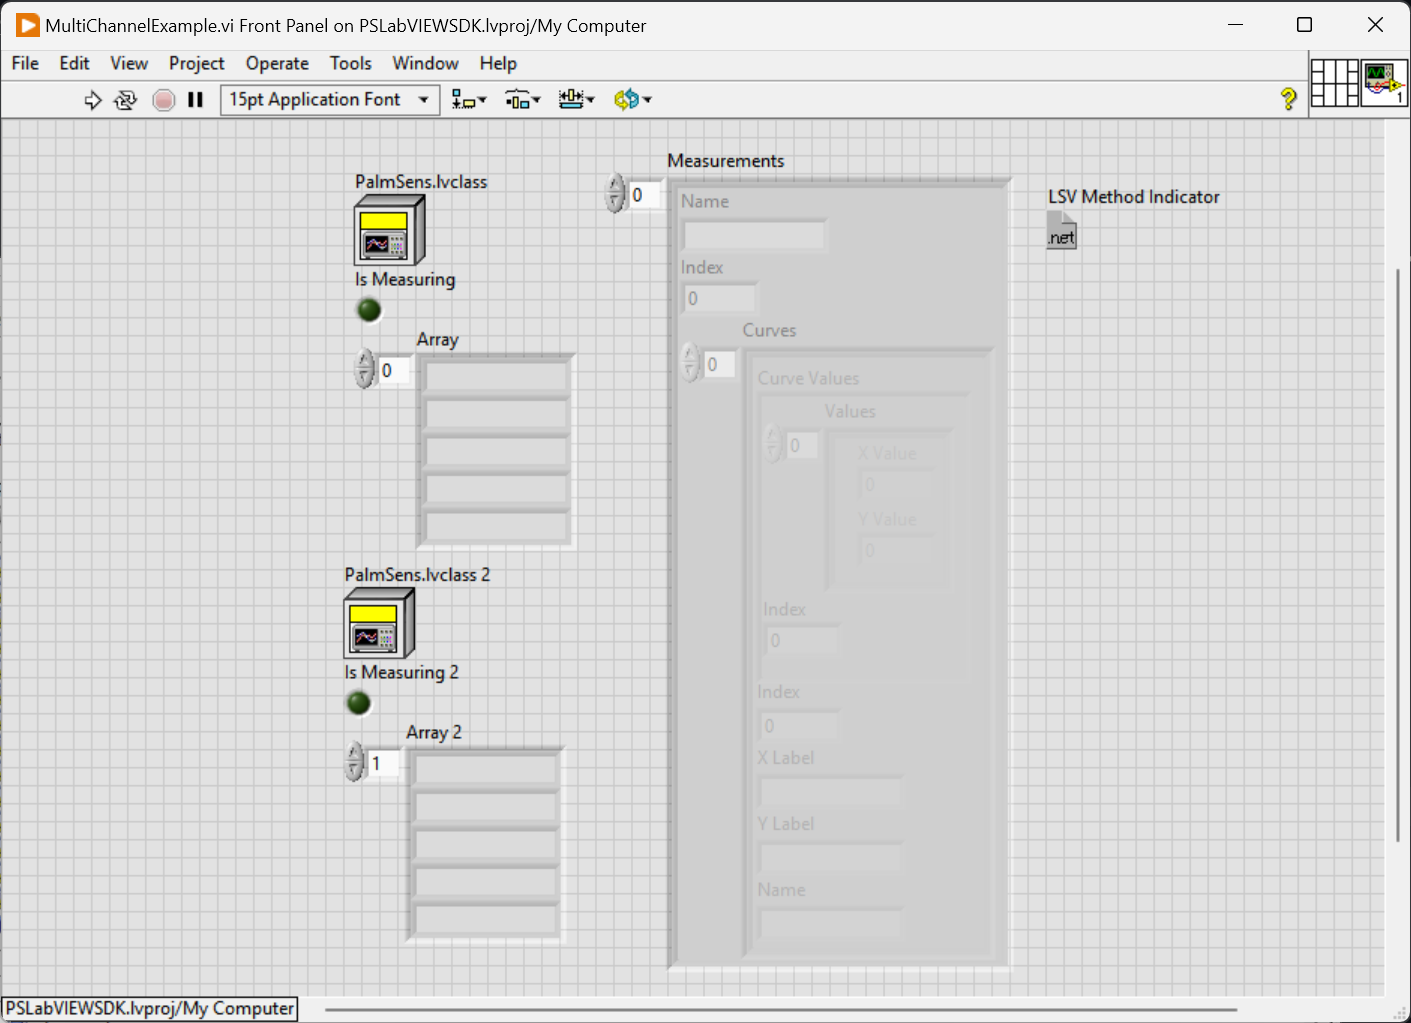 MultiChannelExample.vi Front Panel on PSLabVIEWSDK.lvproj/My Computer
File Edit View Project Operate Tools Window Help
15pt Application Font
?
1
PalmSens.lvclass
Is Measuring
Array
0
PalmSens.lvclass 2
Is Measuring 2
Array 2
1
Measurements
0
Name
Index
0
Curves
0
Curve Values
Values
0
X Value
0
Y Value
0
Index
0
Index
0
X Label
Y Label
Name
LSV Method Indicator
.net
PSLabVIEWSDK.lvproj/My Computer